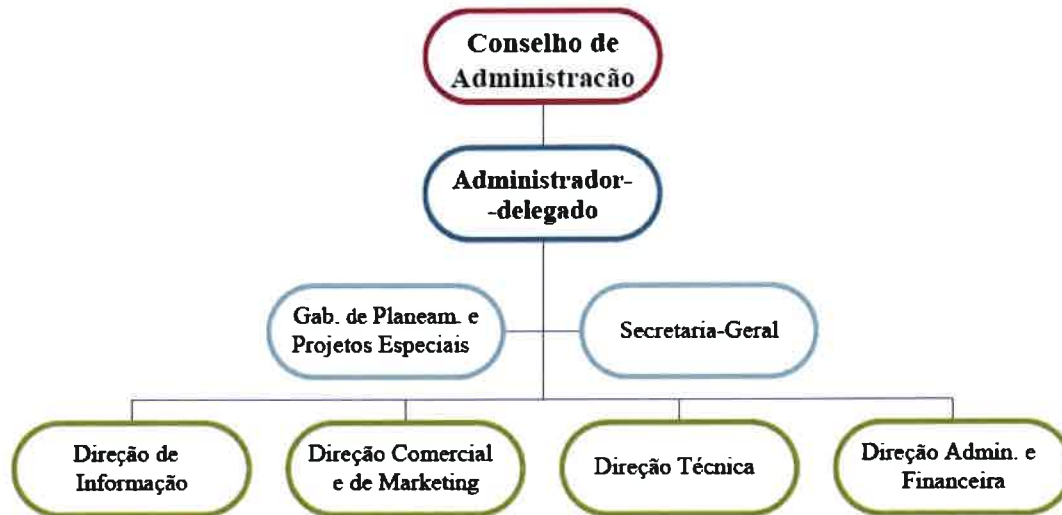 Conselho de
Administracão
Administrador-
-delegado
Gab. de Planeam. e
Projetos Especiais
Secretaria-Geral
Direção de
Informação
Direção Comercial
e de Marketing
Direção Técnica
Direção Admin. e
Financeira